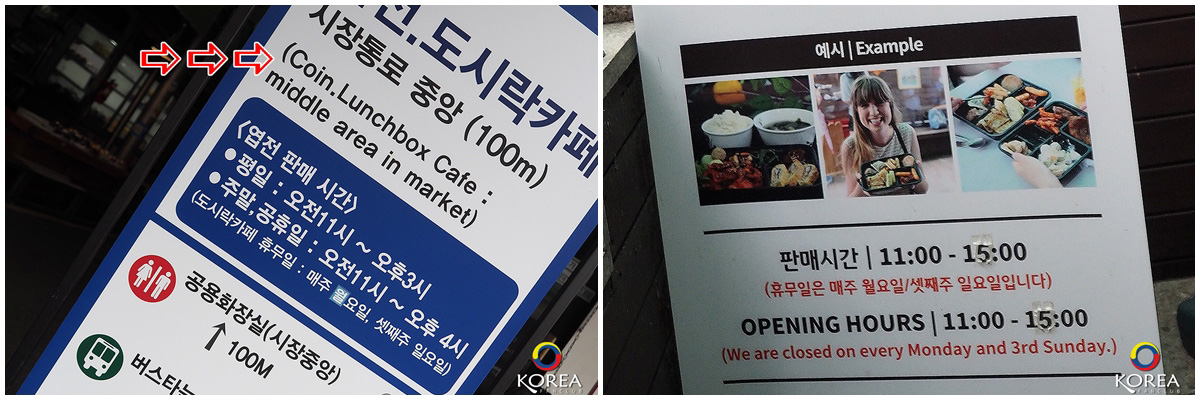 엽전.도시락카페
시장통로 중앙 (100m)
(Coin.Lunchbox Cafe :
middle area in market)
<엽전 판매 시간>
• 평일 : 오전11시 ~ 오후3시
• 주말,공휴일 : 오전11시 ~ 오후 4시
(도시락카페 휴무일 : 매주 월요일, 셋째주 일요일)
공용화장실(시장중앙)
↑ 100M
버스타는
KOREA
FANCLUB
예시 | Example
판매시간 | 11:00 - 15:00
(휴무일은 매주 월요일/셋째주 일요일입니다)
OPENING HOURS | 11:00 - 15:00
(We are closed on every Monday and 3rd Sunday.)
KOREA
FANCLUB